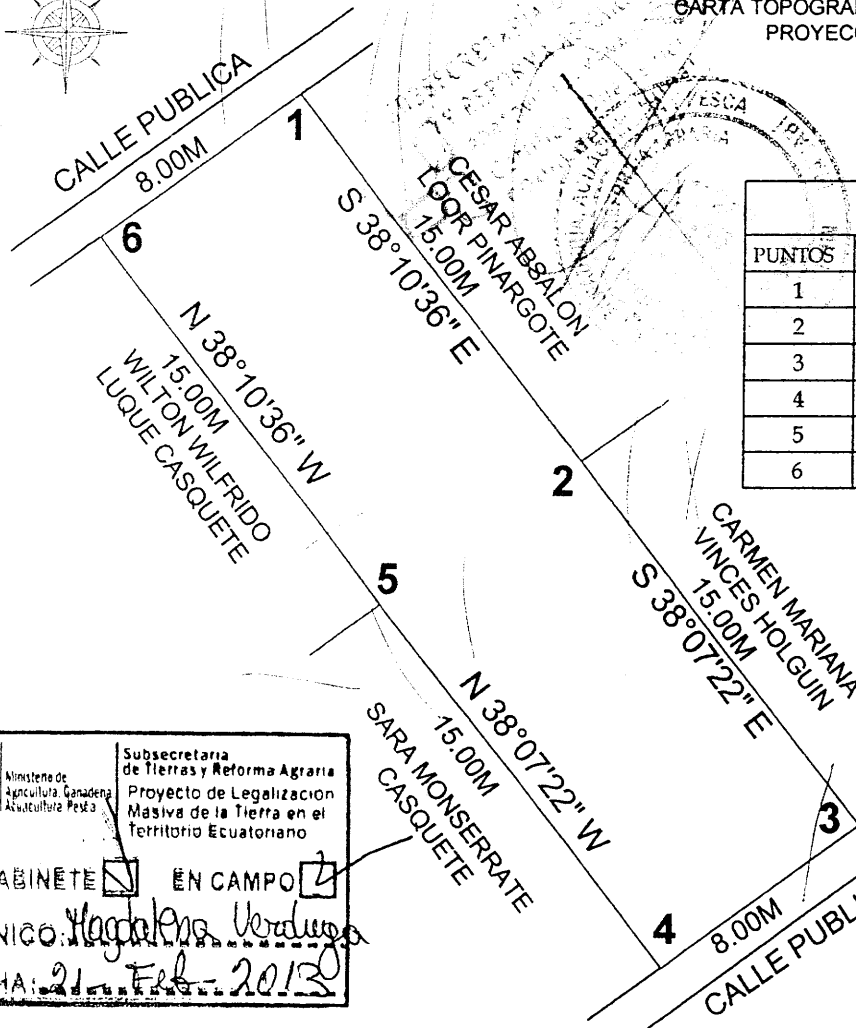 CARTA TOPOGRA
PROYEC
CALLE PUBLICA
8.00M
1
6
CESAR ABSALON
LOOR PINARGOTE
15.00M
S 38°10'36" E
N 38°10'36" W
15.00M
WILTON WILFRIDO
LUQUE CASQUETE
PUNTOS
1
2
3
4
5
6
2
5
CARMEN MARIANA
VINCES HOLGUIN
15.00M
S 38°07'22" E
N 38°07'22" W
15.00M
SARA MONSERRATE
CASQUETE
3
4
8.00M
CALLE PUBLI
Ministerio de
Agricultura, Ganadería
Acuacultura Pesca
Subsecretaria
de Tierras y Reforma Agraria
Proyecto de Legalización
Masiva de la Tierra en el
Territorio Ecuatoriano
ABINETE EN CAMPO
NICO: Magdalena Verduga
HA: 21 - Feb - 2013